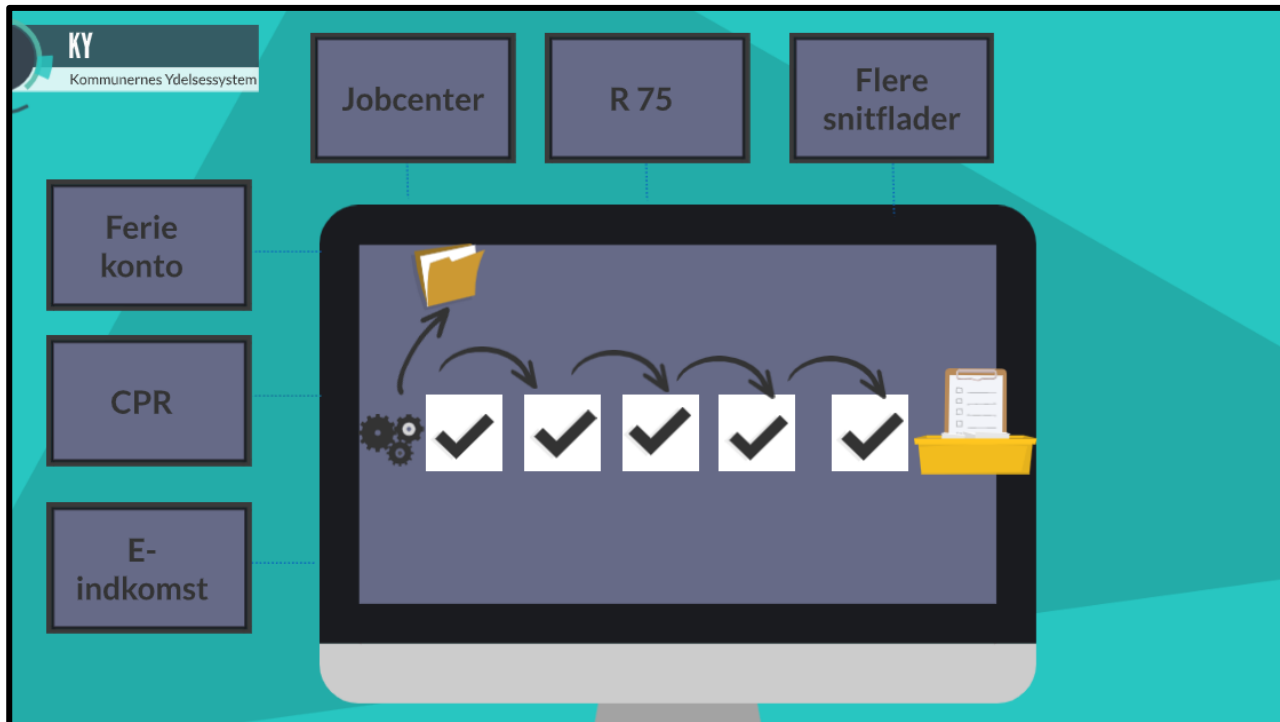 KY
Kommunernes Ydelsessystem
Jobcenter
R 75
Flere
snitflader
Ferie
konto
CPR
E-
indkomst